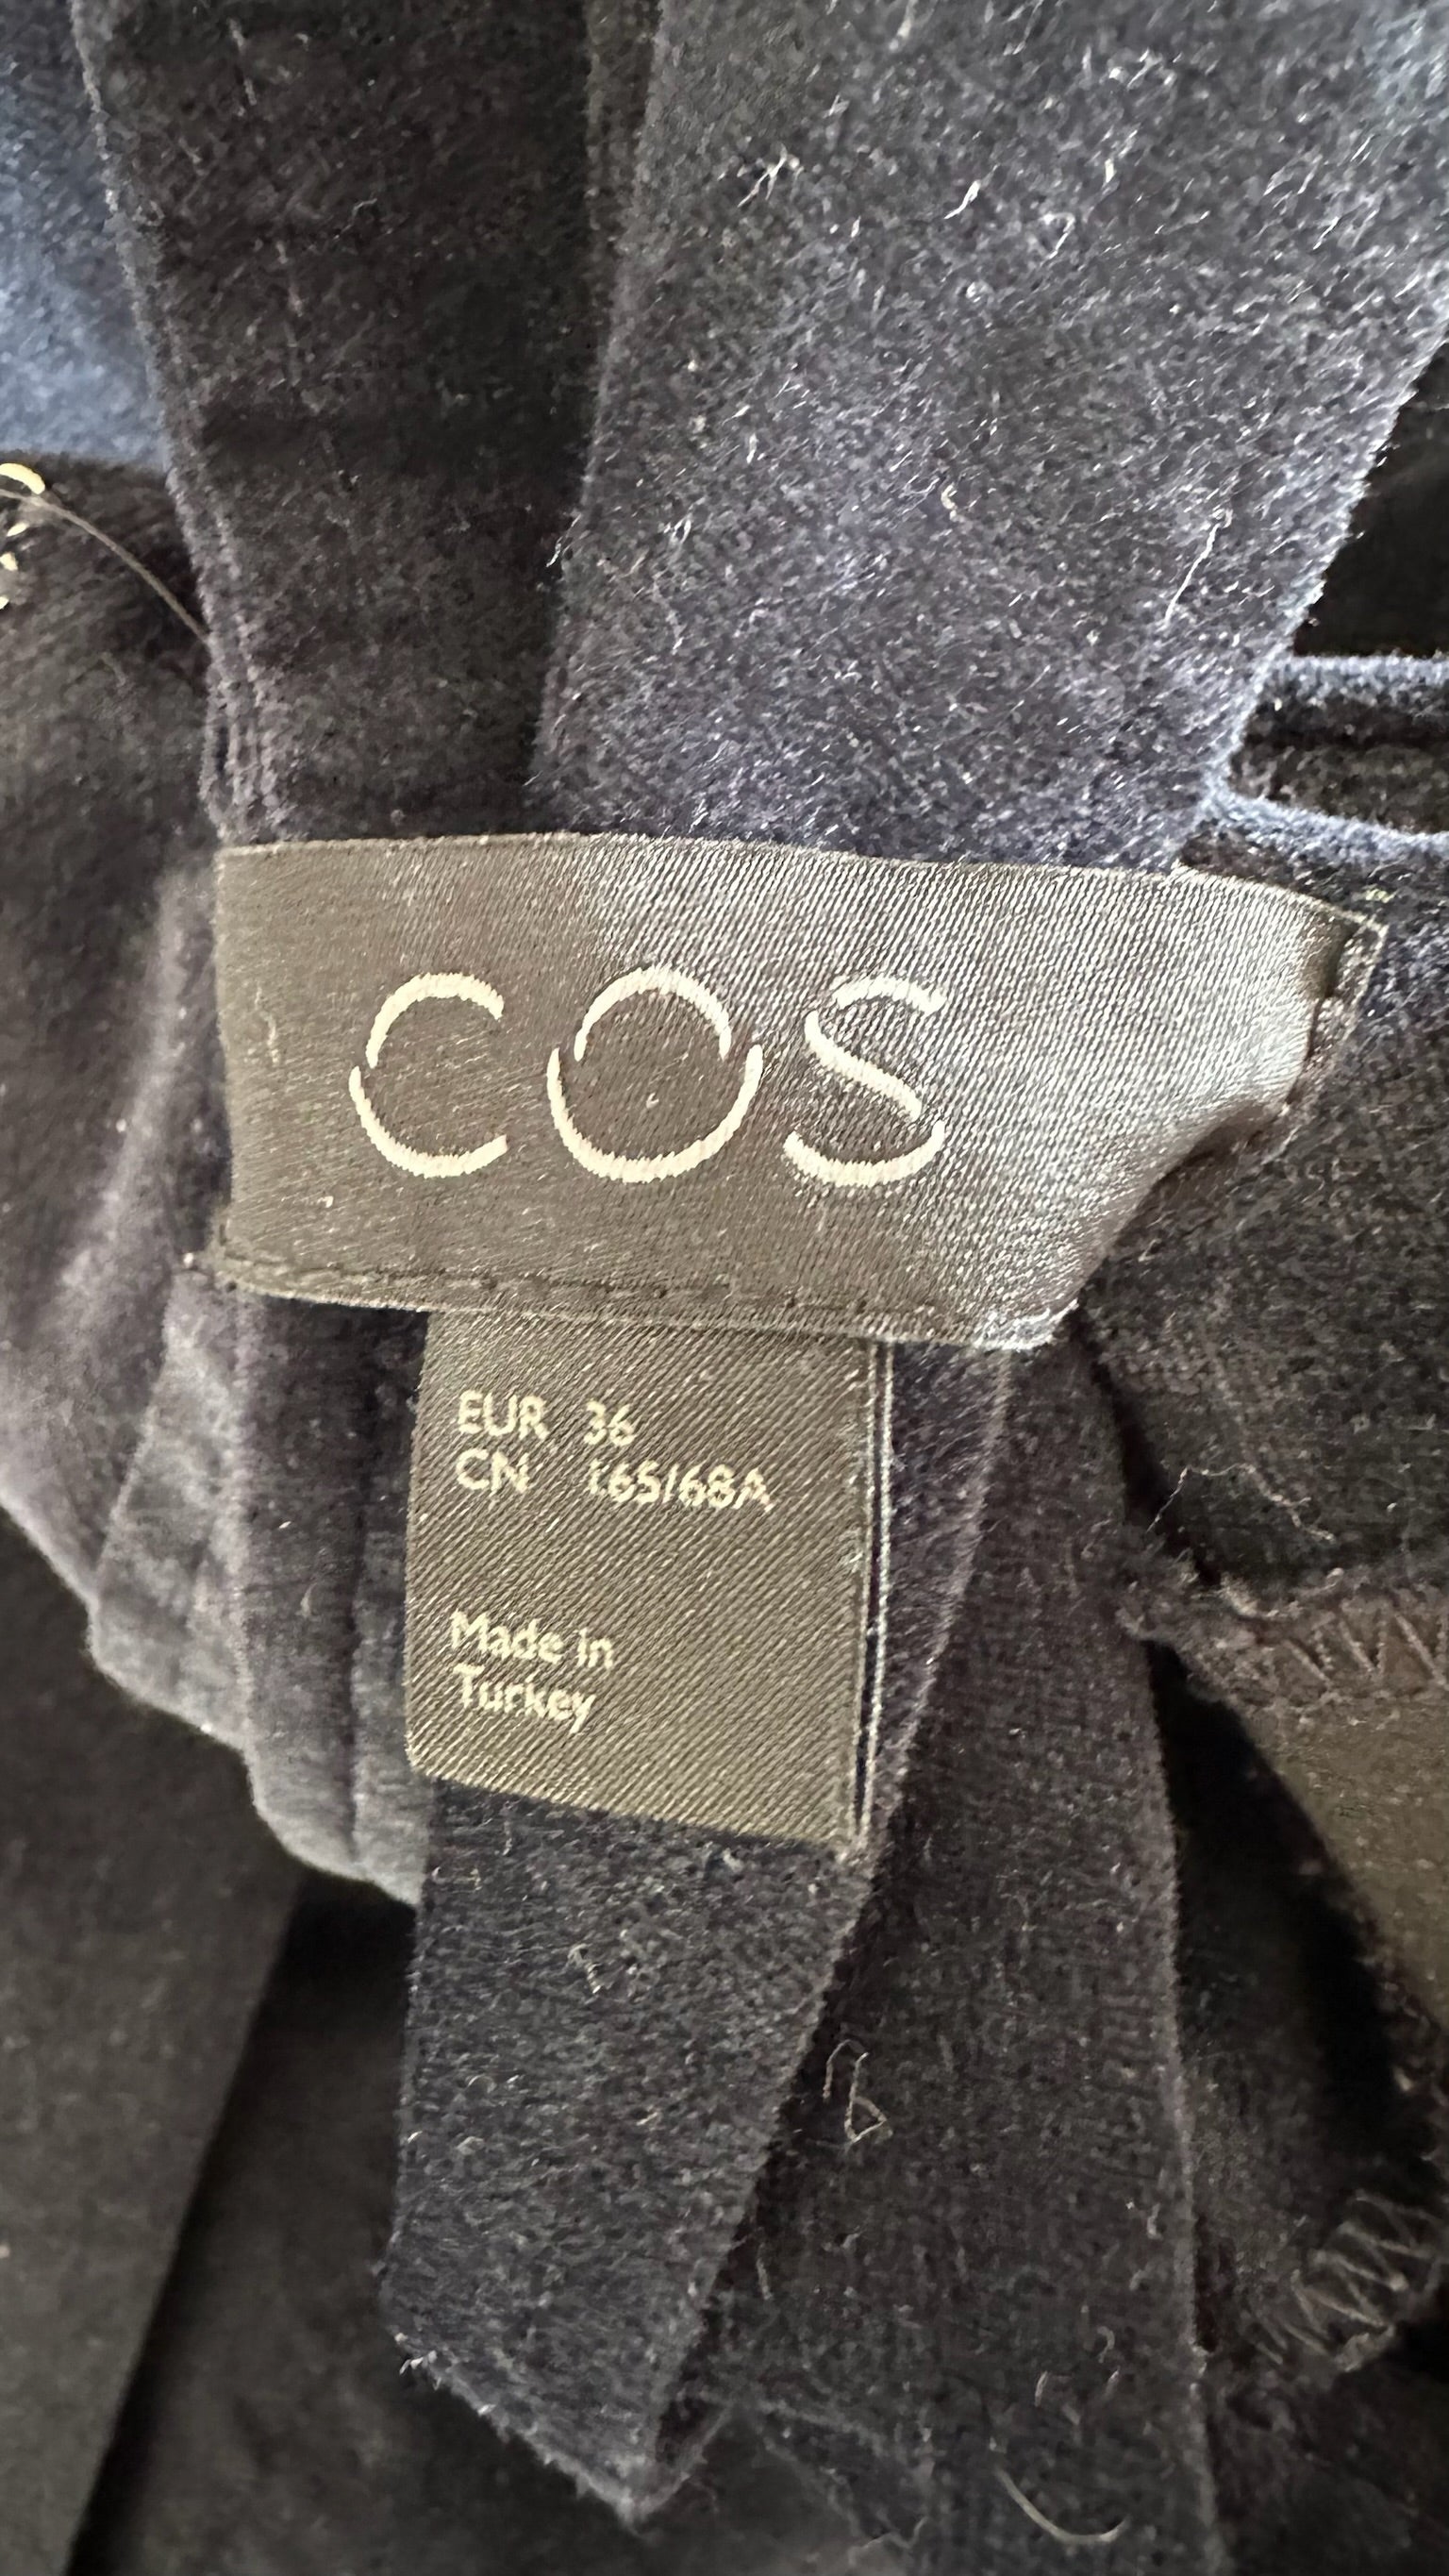 COS
EUR 36
CN 165/68A
Made in
Turkey